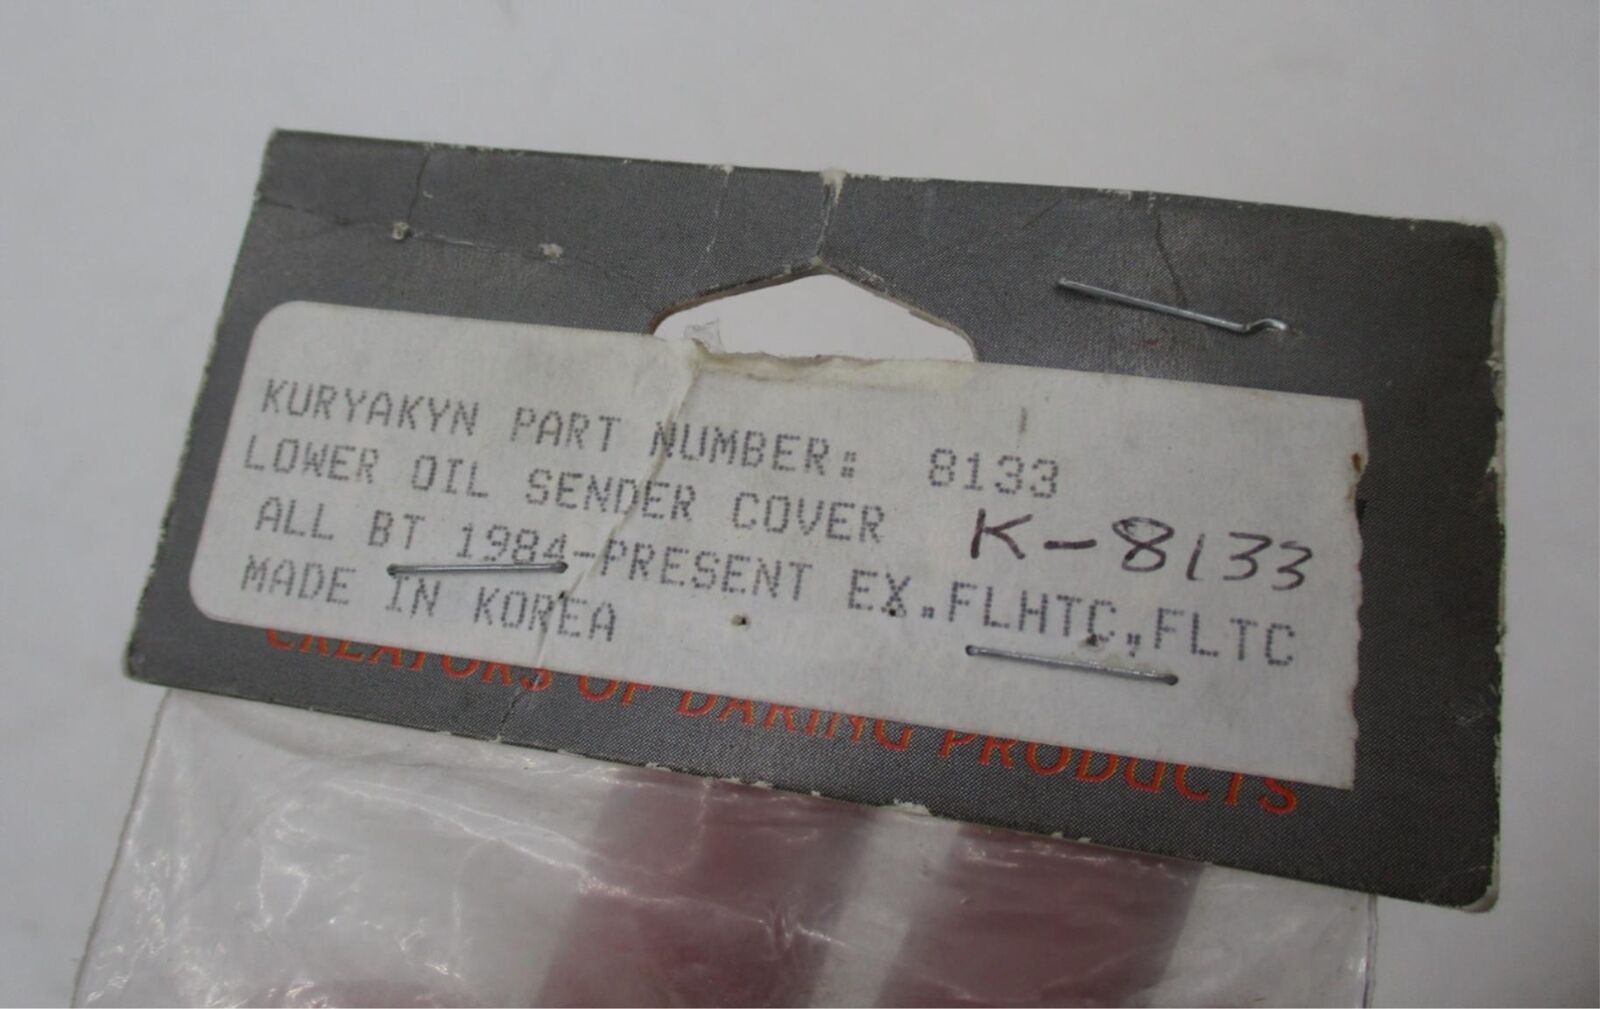 KURYAKYN PART NUMBER: 8133
LOWER OIL SENDER COVER
K-8133
ALL BT 1984-PRESENT EX.FLHTC,FLTC
MADE IN KOREA
CREATORS OF DARING PRODUCTS